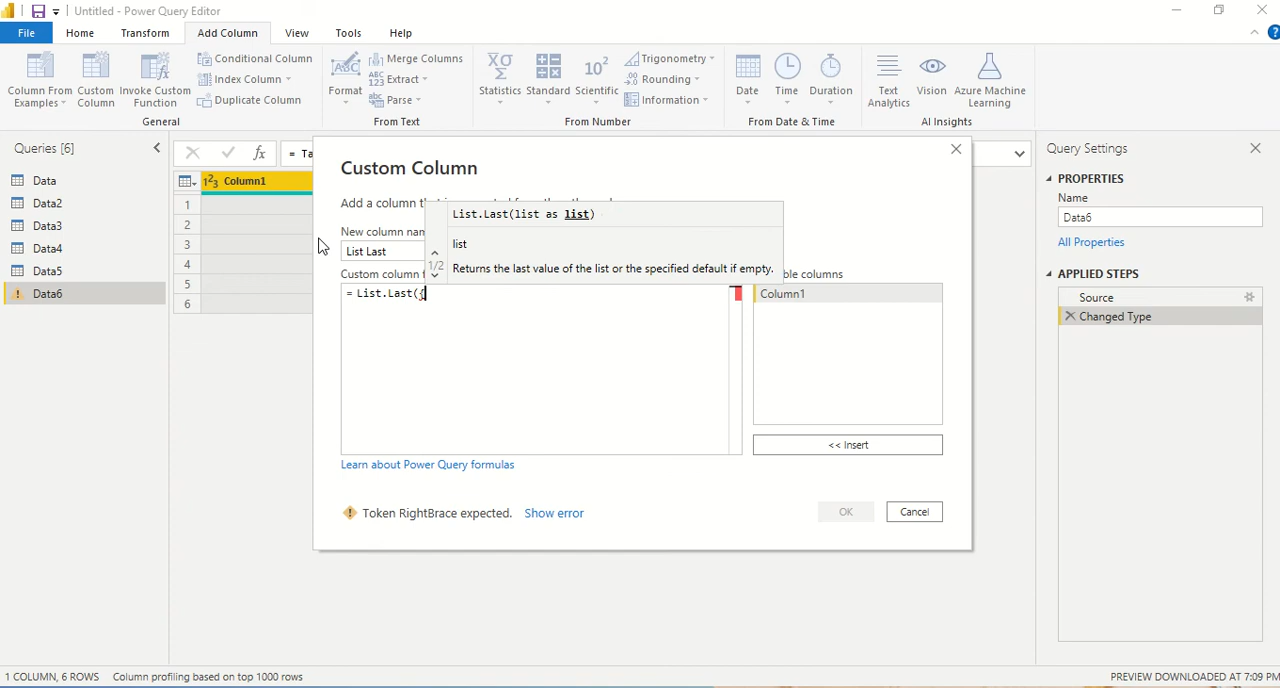 Untitled - Power Query Editor
File Home Transform Add Column View Tools Help
Column From Examples
Custom Column
Invoke Custom Function
Conditional Column
Index Column
Duplicate Column
General
Format
ABC 123 Merge Columns
Extract
Parse
From Text
Statistics
Standard
Scientific
Trigonometry
Rounding
Information
From Number
Date
Time
Duration
From Date & Time
Text Analytics
Vision
Azure Machine Learning
AI Insights
Queries [6]
Data
Data2
Data3
Data4
Data5
Data6
fx = Ta
1 2 3 Column1
1
2
3
4
5
6
Custom Column
Add a column
New column nam
List Last
Custom column f
= List.Last({
List.Last(list as list)
list
1/2 Returns the last value of the list or the specified default if empty.
ble columns
Column1
<< Insert
Learn about Power Query formulas
Token RightBrace expected. Show error
OK Cancel
Query Settings
PROPERTIES
Name
Data6
All Properties
APPLIED STEPS
Source
Changed Type
1 COLUMN, 6 ROWS Column profiling based on top 1000 rows
PREVIEW DOWNLOADED AT 7:09 PM